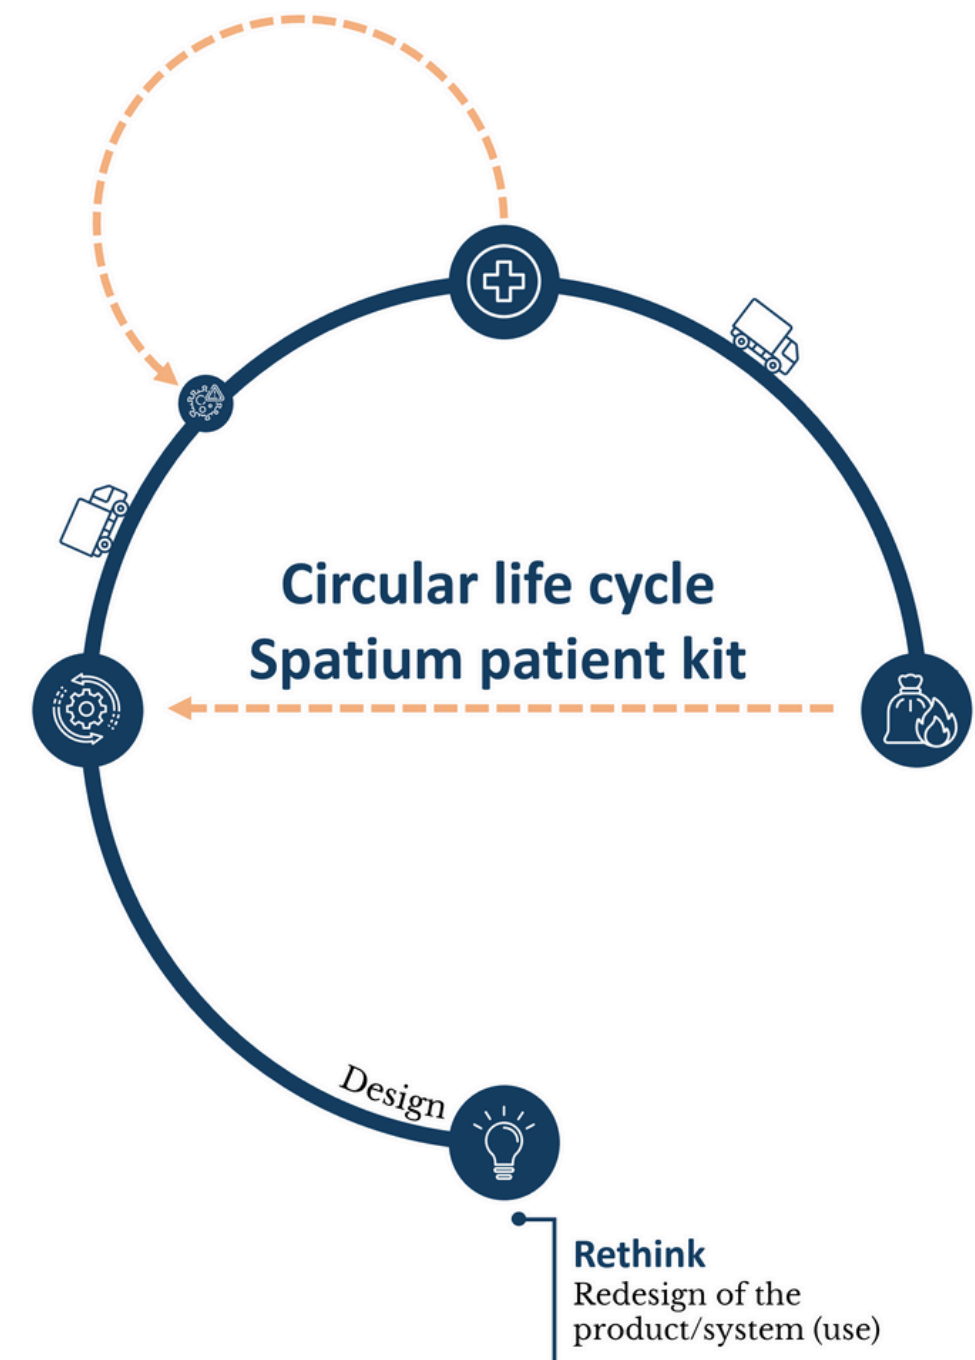 Circular life cycle
Spatium patient kit
Design
Rethink
Redesign of the
product/system (use)